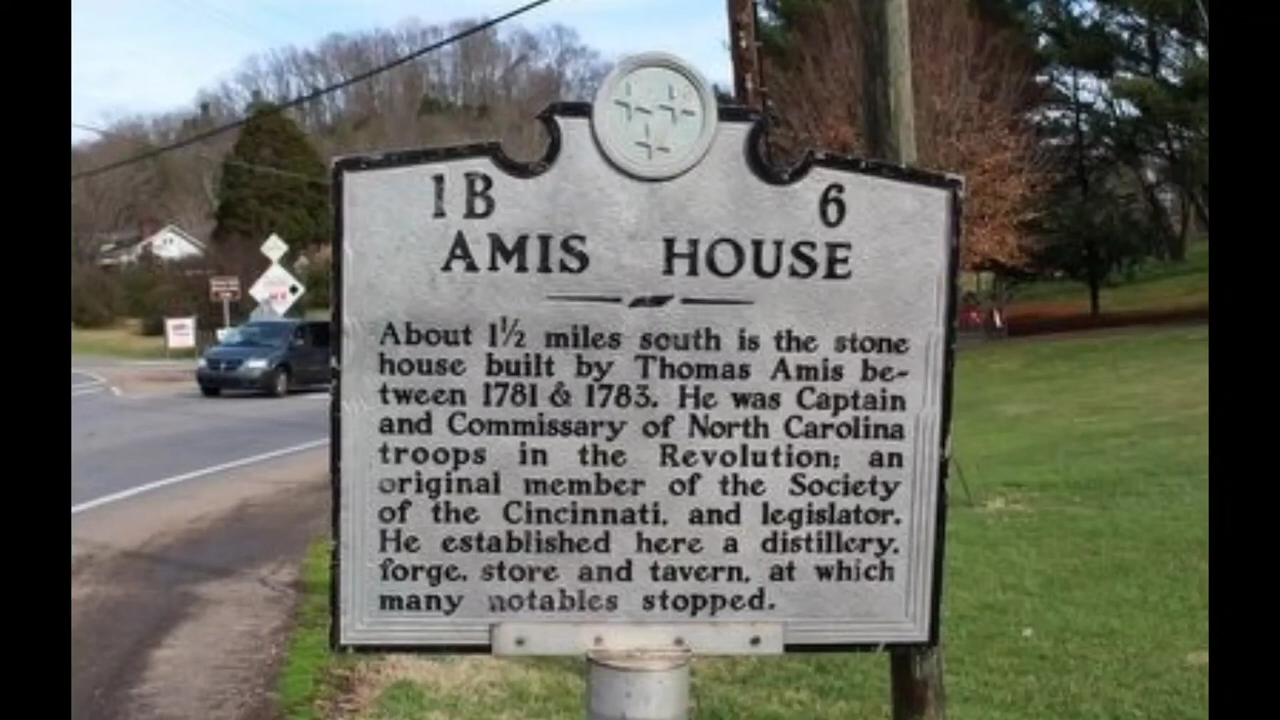 1B 6
AMIS HOUSE
About 1½ miles south is the stone
house built by Thomas Amis be-
tween 1781 & 1783. He was Captain
and Commissary of North Carolina
troops in the Revolution; an
original member of the Society
of the Cincinnati, and legislator.
He established here a distillery,
forge, store and tavern, at which
many notables stopped.